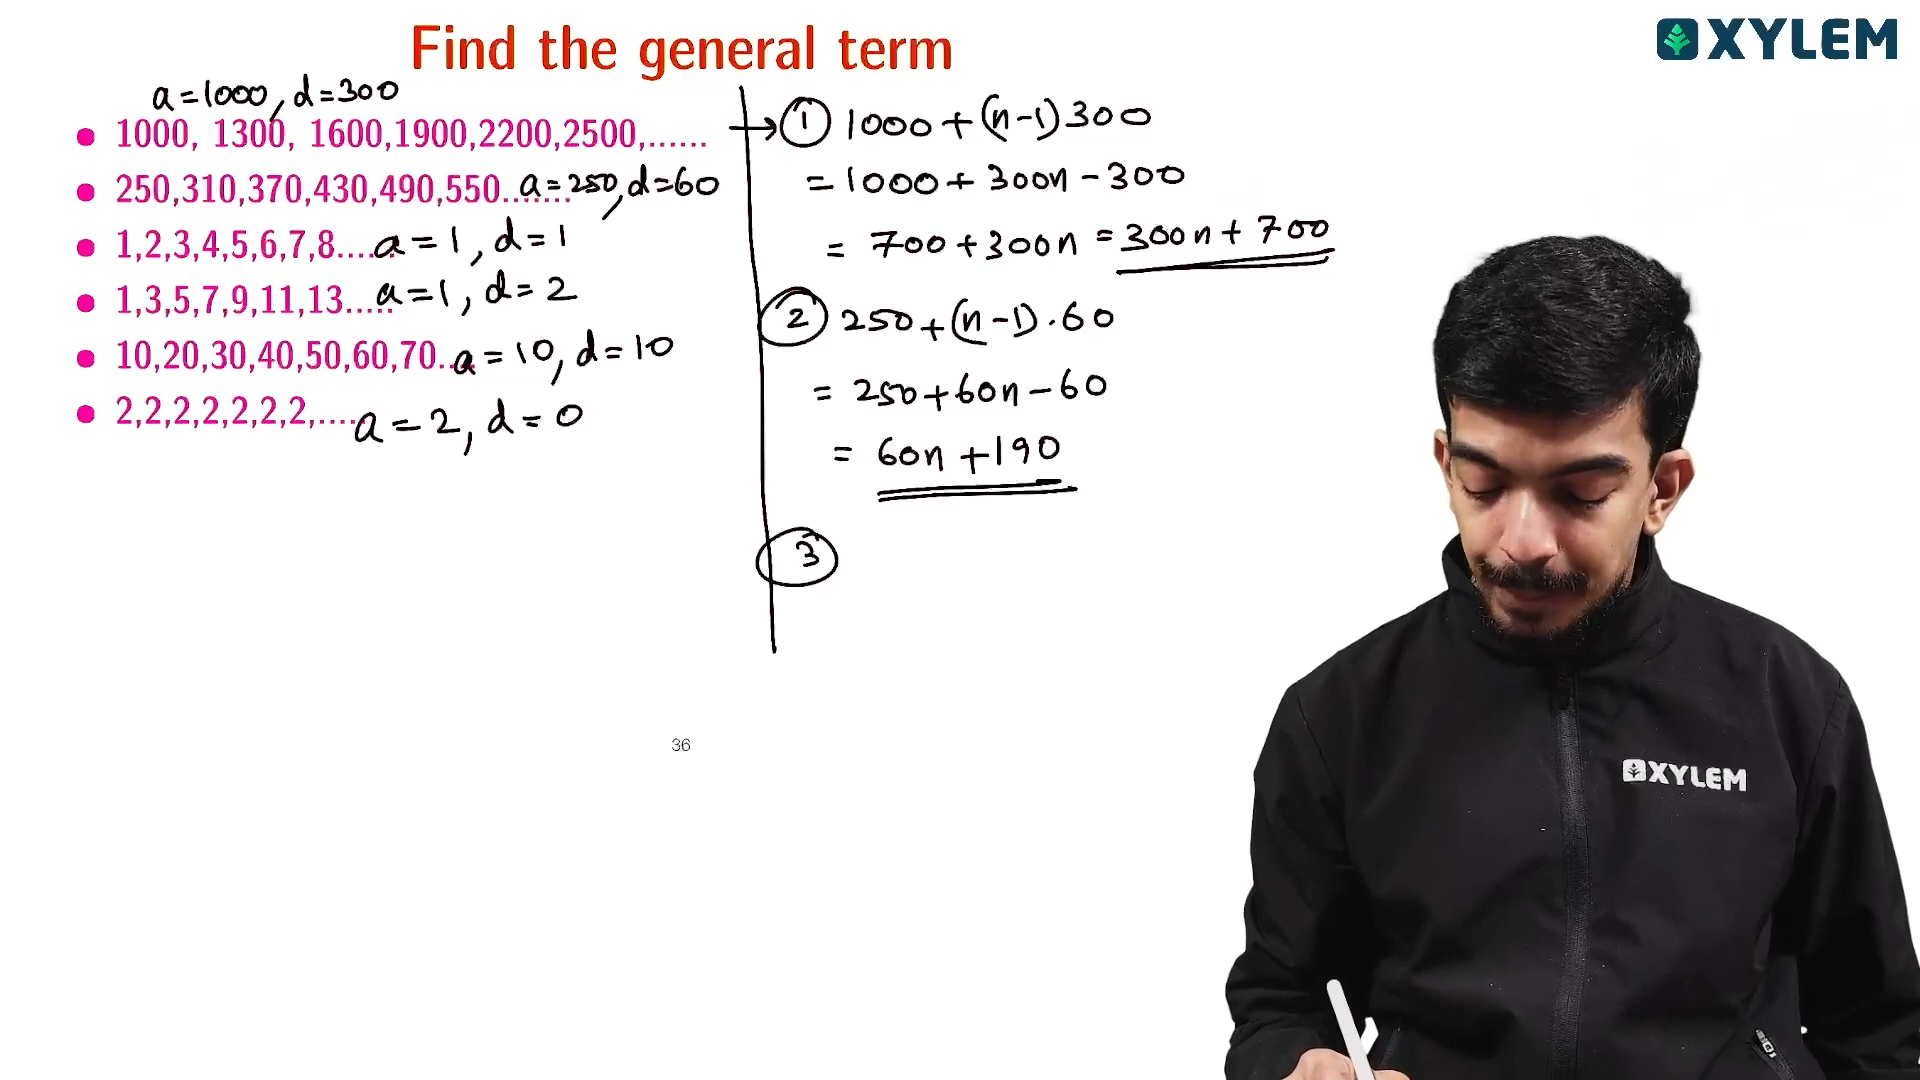 Find the general term
XYLEM
a=1000, d=300
1000, 1300, 1600,1900,2200,2500,......
250,310,370,430,490,550....... a=250, d=60
1,2,3,4,5,6,7,8...... a=1, d=1
1,3,5,7,9,11,13..... a=1, d=2
10,20,30,40,50,60,70.... a=10, d=10
2,2,2,2,2,2,2,.... a=2, d=0
→ 1 1000+(n-1)300
=1000+300n-300
= 700+300n = 300n+700
2 250+(n-1).60
= 250+60n-60
= 60n+190
3
36
XYLEM